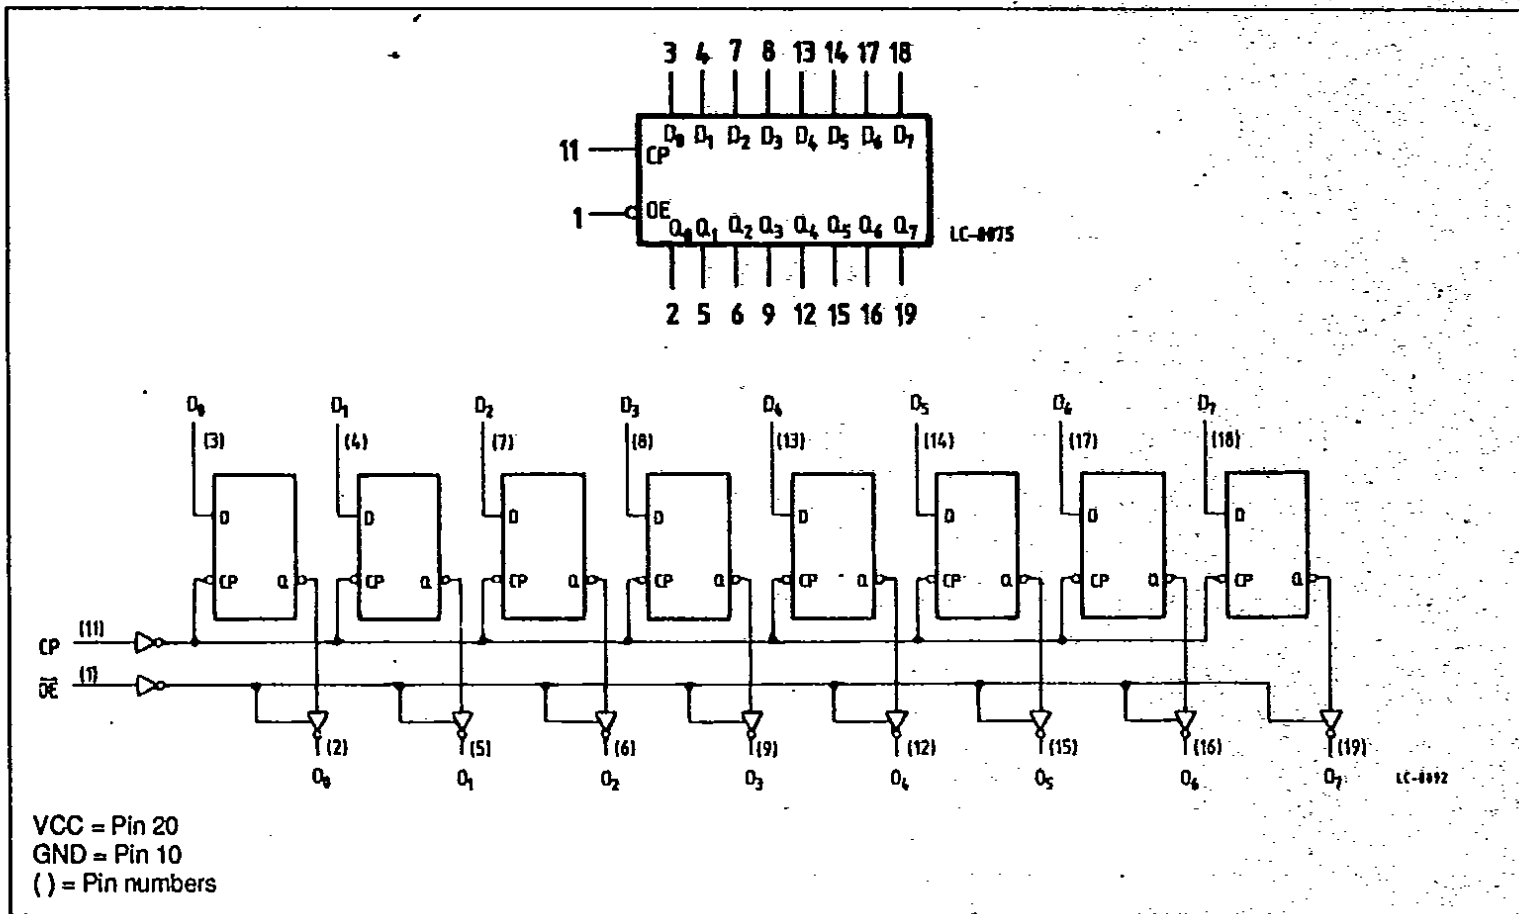 3 4 7 8 13 14 17 18
D0 D1 D2 D3 D4 D5 D6 D7
11 CP
1 OE
Q0 Q1 Q2 Q3 Q4 Q5 Q6 Q7
LC-0075
2 5 6 9 12 15 16 19
D0 D1 D2 D3 D4 D5 D6 D7
(3) (4) (7) (8) (13) (14) (17) (18)
D D D D D D D D
CP Q CP Q CP Q CP Q CP Q CP Q CP Q CP Q
CP (11)
OE (1)
(2) (5) (6) (9) (12) (15) (16) (19)
O0 O1 O2 O3 O4 O5 O6 O7
LC-0092
VCC = Pin 20
GND = Pin 10
( ) = Pin numbers